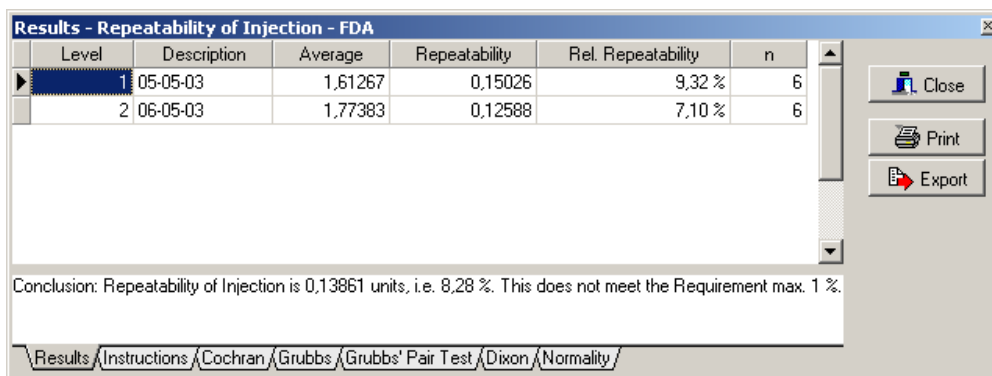 Results - Repeatability of Injection - FDA
Level Description Average Repeatability Rel. Repeatability n
1 05-05-03 1,61267 0,15026 9,32 % 6
2 06-05-03 1,77383 0,12588 7,10 % 6
Close
Print
Export
Conclusion: Repeatability of Injection is 0,13861 units, i.e. 8,28 %. This does not meet the Requirement max. 1 %.
Results Instructions Cochran Grubbs Grubbs' Pair Test Dixon Normality